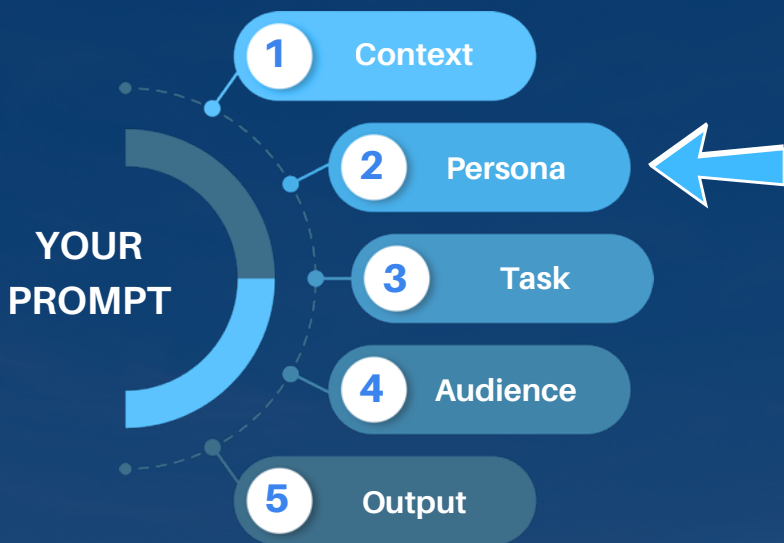 1 Context
2 Persona
YOUR
PROMPT
3 Task
4 Audience
5 Output